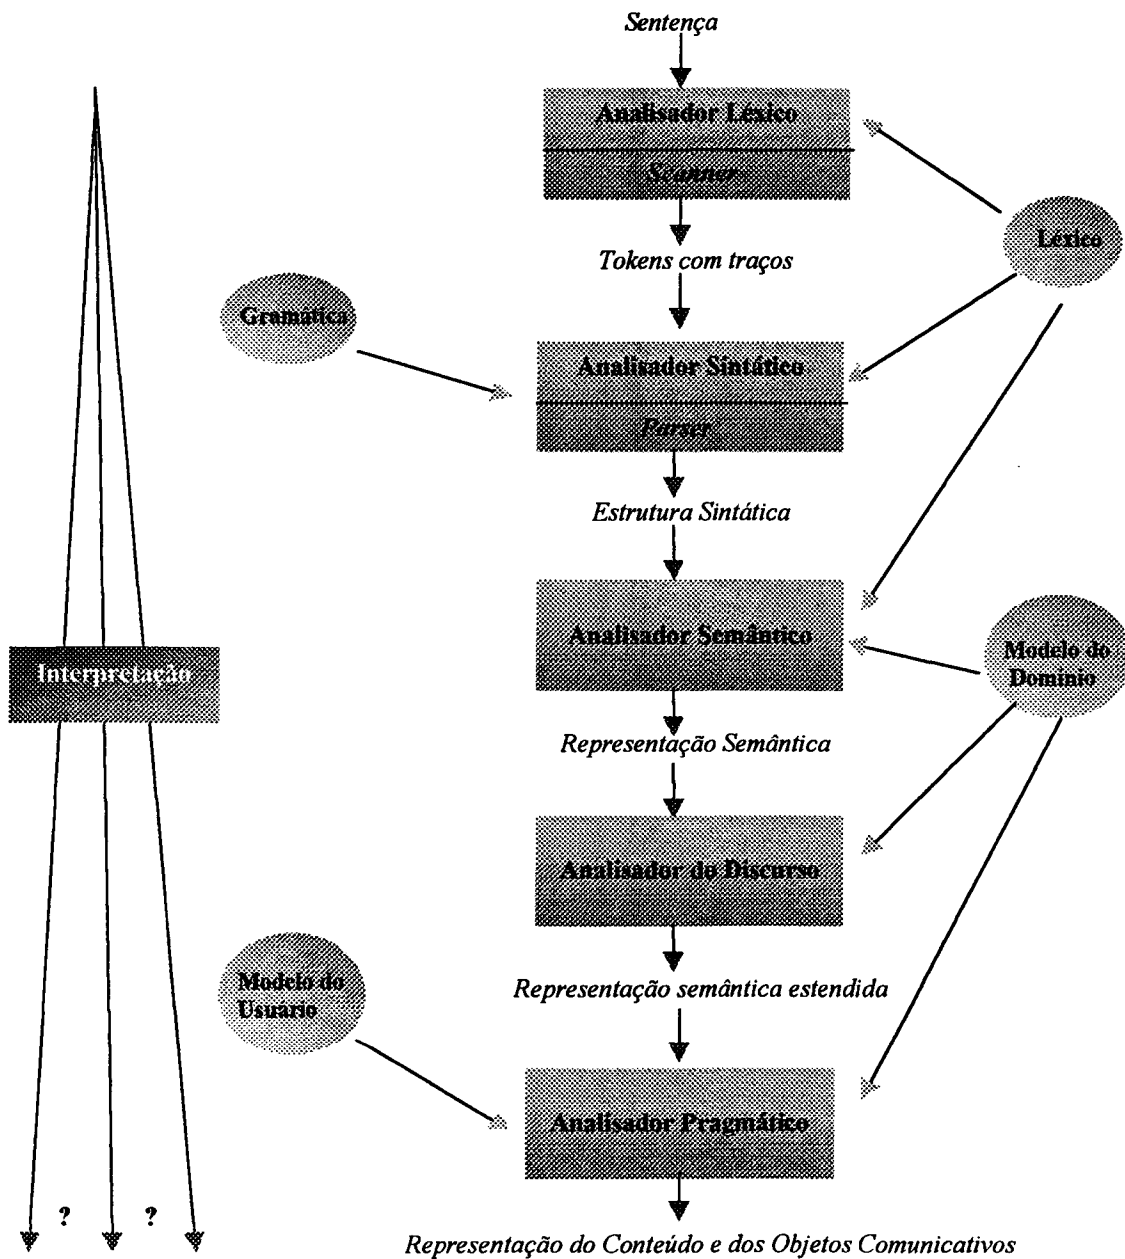 Sentença
Analisador Léxico
Scanner
Léxico
Tokens com traços
Gramática
Analisador Sintático
Parser
Estrutura Sintática
Analisador Semântico
Modelo do
Domínio
Interpretação
Representação Semântica
Analisador do Discurso
Modelo do
Usuário
Representação semântica estendida
Analisador Pragmático
? ?
Representação do Conteúdo e dos Objetos Comunicativos